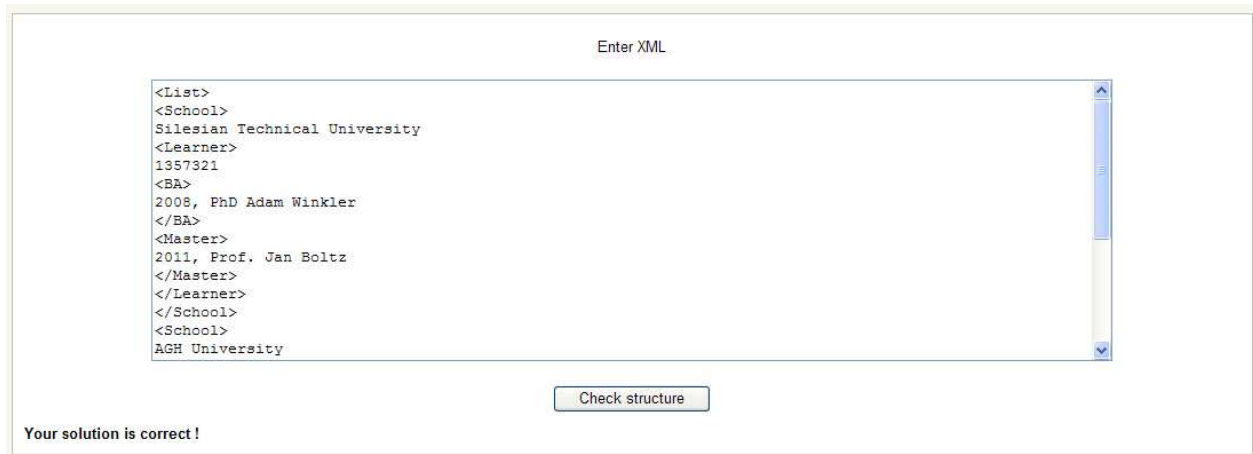 Enter XML
<List>
<School>
Silesian Technical University
<Learner>
1357321
<BA>
2008, PhD Adam Winkler
</BA>
<Master>
2011, Prof. Jan Boltz
</Master>
</Learner>
</School>
<School>
AGH University
Check structure
Your solution is correct !